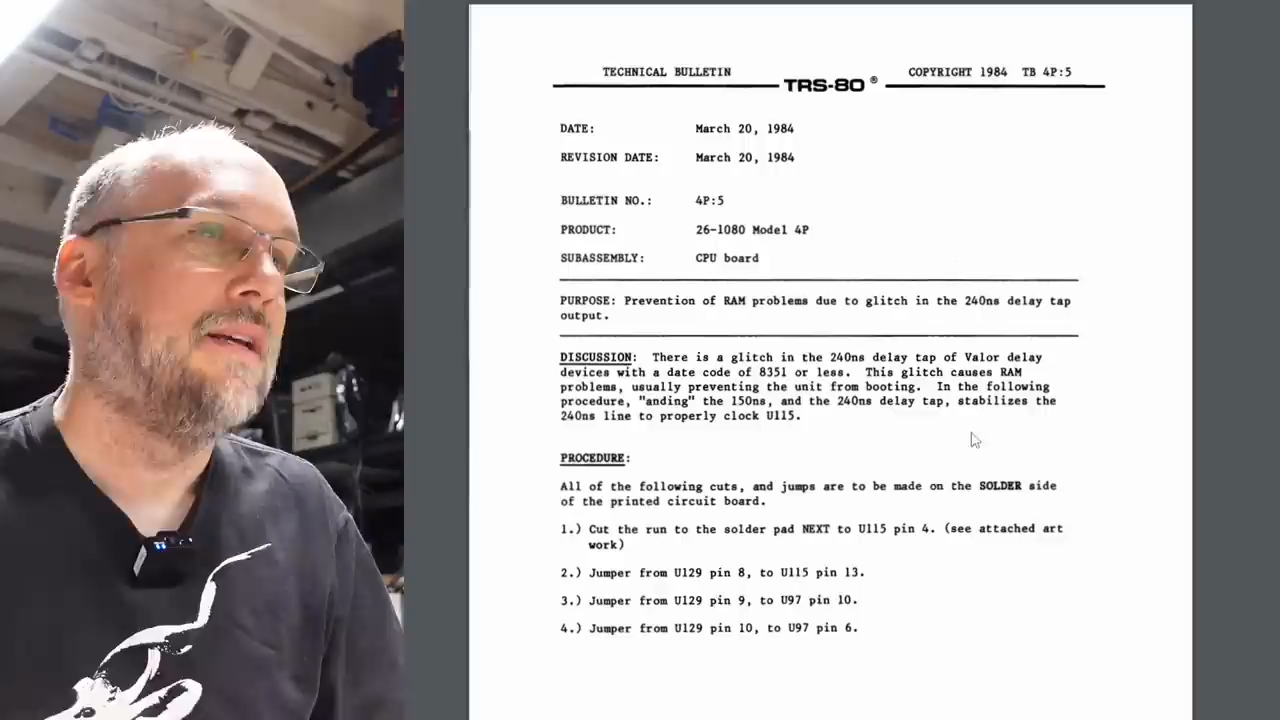 TECHNICAL BULLETIN
TRS-80 ®
COPYRIGHT 1984 TB 4P:5
DATE: March 20, 1984
REVISION DATE: March 20, 1984
BULLETIN NO.: 4P:5
PRODUCT: 26-1080 Model 4P
SUBASSEMBLY: CPU board
PURPOSE: Prevention of RAM problems due to glitch in the 240ns delay tap
output.
DISCUSSION: There is a glitch in the 240ns delay tap of Valor delay
devices with a date code of 8351 or less. This glitch causes RAM
problems, usually preventing the unit from booting. In the following
procedure, "anding" the 150ns, and the 240ns delay tap, stabilizes the
240ns line to properly clock U115.
PROCEDURE:
All of the following cuts, and jumps are to be made on the SOLDER side
of the printed circuit board.
1.) Cut the run to the solder pad NEXT to U115 pin 4. (see attached art
work)
2.) Jumper from U129 pin 8, to U115 pin 13.
3.) Jumper from U129 pin 9, to U97 pin 10.
4.) Jumper from U129 pin 10, to U97 pin 6.